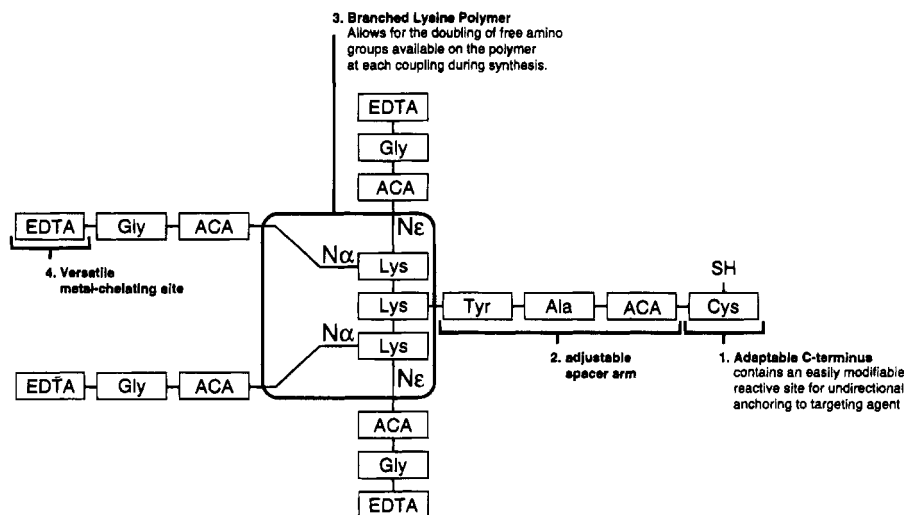 3. Branched Lysine Polymer
Allows for the doubling of free amino
groups available on the polymer
at each coupling during synthesis.
EDTA
Gly
ACA
EDTA Gly ACA
Nε
Nα Lys
4. Versatile
metal-chelating site
SH
Lys Tyr Ala ACA Cys
Nα Lys
Nε
2. adjustable
spacer arm
1. Adaptable C-terminus
contains an easily modifiable
reactive site for undirectional
anchoring to targeting agent
EDTA Gly ACA
ACA
Gly
EDTA